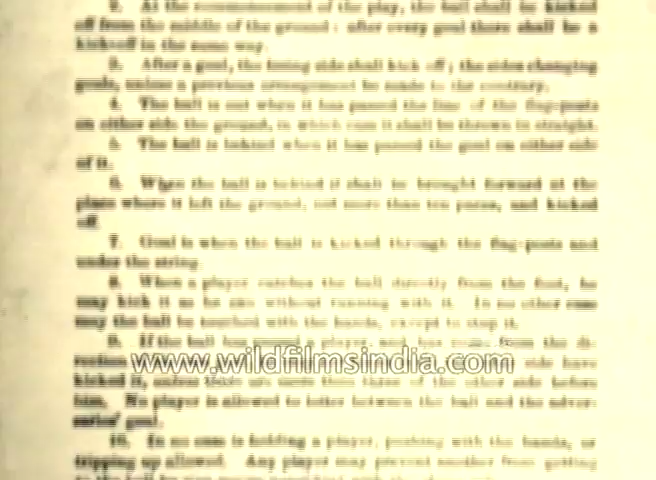 2. At the commencement of the play, the ball shall be kicked
off from the middle of the ground: after every goal there shall be a
kick-off in the same way.
3. After a goal, the losing side shall kick off; the sides changing
goals, unless a previous arrangement be made to the contrary.
4. The ball is out when it has passed the line of the flag-posts
on either side the ground, in which case it shall be thrown in straight.
5. The ball is behind when it has passed the goal on either side
of it.
6. When the ball is behind it shall be brought forward at the
place where it left the ground, not more than ten paces, and kicked
off.
7. Goal is when the ball is kicked through the flag-posts and
under the string.
8. When a player catches the ball directly from the foot, he
may kick it as he can without running with it. In no other case
may the ball be touched with the hands, except to stop it.
9. If the ball has passed a player, and has come from the di-
rection
www.wildfilmsindia.com
side have
kicked it, unless there are more than three of the other side before
him. No player is allowed to loiter between the ball and the adver-
saries' goal.
10. In no case is holding a player, pushing with the hands, or
tripping up allowed. Any player may prevent another from getting
to the ball by any means